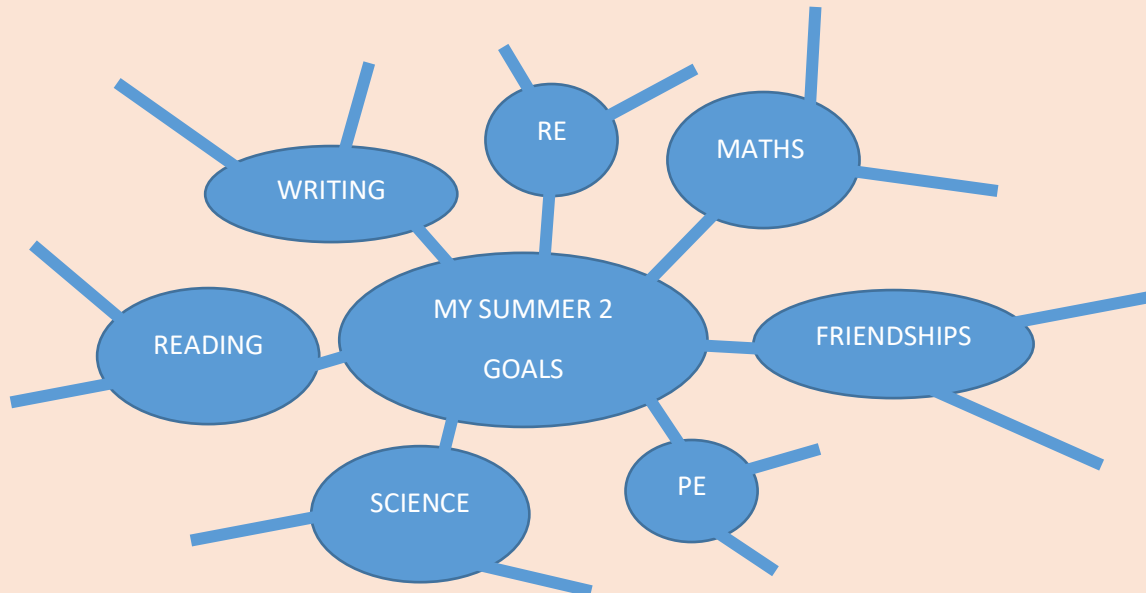 RE
MATHS
WRITING
MY SUMMER 2
GOALS
FRIENDSHIPS
READING
PE
SCIENCE